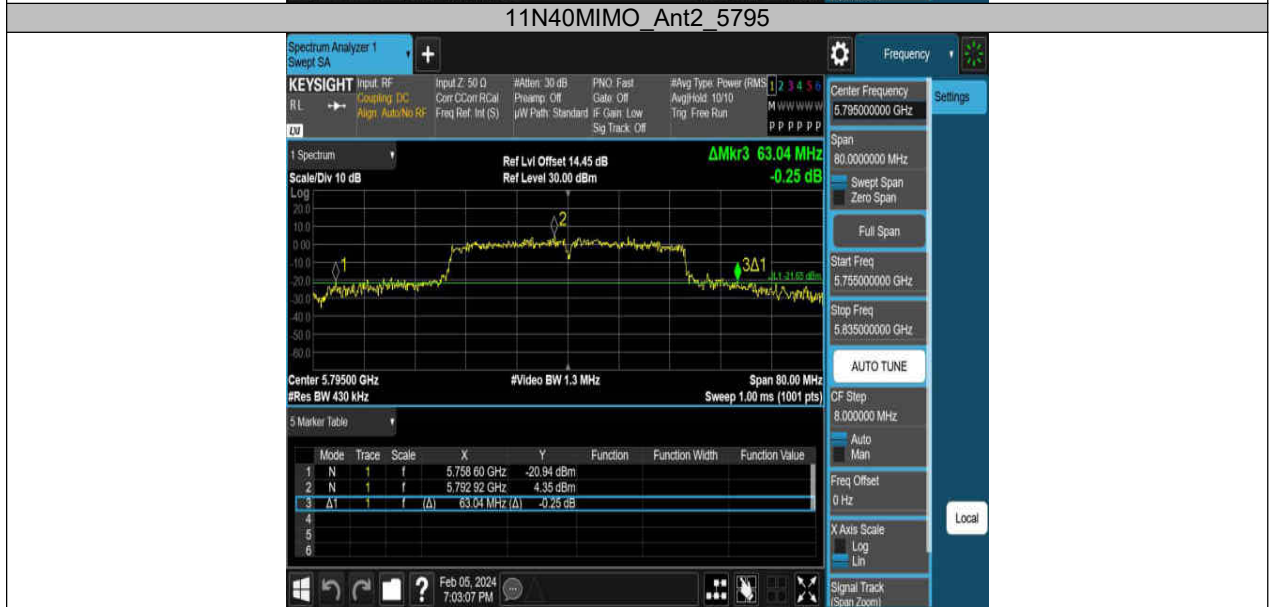 11N40MIMO_Ant2_5795
Spectrum Analyzer 1
Swept SA
+
Frequency
KEYSIGHT
RL
LXI
Input: RF
Coupling: DC
Align: Auto/No RF
Input Z: 50 Ω
Corr CCorr RCal
Freq Ref: Int (S)
#Atten: 30 dB
Preamp: Off
µW Path: Standard
PNO: Fast
Gate: Off
IF Gain: Low
Sig Track: Off
#Avg Type: Power (RMS
Avg|Hold: 10/10
Trig: Free Run
1 2 3 4 5 6
M W W W W W
P P P P P P
1 Spectrum
Scale/Div 10 dB
Ref Lvl Offset 14.45 dB
Ref Level 30.00 dBm
ΔMkr3 63.04 MHz
-0.25 dB
Log
20.0
10.0
0.00
-10.0
-20.0
-30.0
-40.0
-50.0
-60.0
1
2
3Δ1
DL1 -21.65 dBm
Center 5.79500 GHz
#Video BW 1.3 MHz
Span 80.00 MHz
#Res BW 430 kHz
Sweep 1.00 ms (1001 pts)
5 Marker Table
Mode Trace Scale X Y Function Function Width Function Value
1 N 1 f 5.758 60 GHz -20.94 dBm
2 N 1 f 5.792 92 GHz 4.35 dBm
3 Δ1 1 f (Δ) 63.04 MHz (Δ) -0.25 dB
4
5
6
?
Feb 05, 2024
7:03:07 PM
Center Frequency
5.795000000 GHz
Settings
Span
80.0000000 MHz
Swept Span
Zero Span
Full Span
Start Freq
5.755000000 GHz
Stop Freq
5.835000000 GHz
AUTO TUNE
CF Step
8.000000 MHz
Auto
Man
Freq Offset
0 Hz
Local
X Axis Scale
Log
Lin
Signal Track
(Span Zoom)